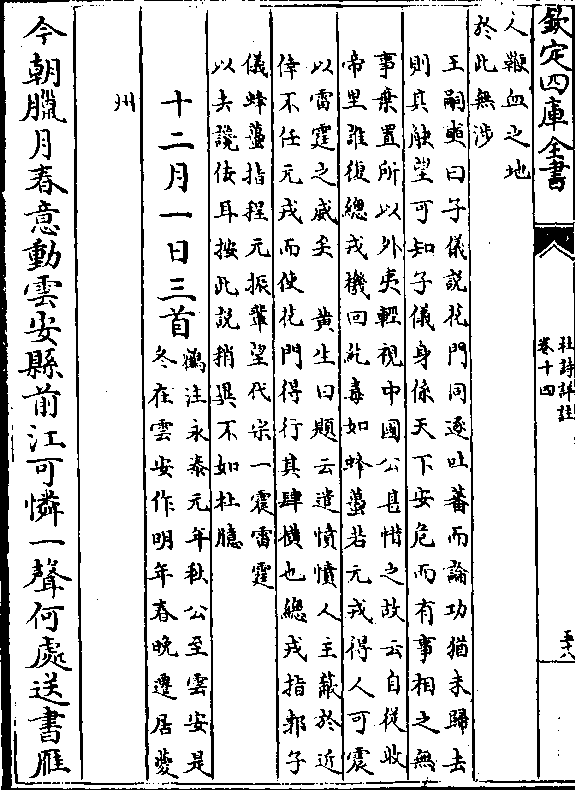 欽定四庫全書
杜詩詳註
卷十四
五十八
人鞭血之地
於此無涉
王嗣奭曰子儀説花門同逐吐蕃而論功猶未歸去
則其觖望可知子儀身係天下安危而有事相之無
事棄置所以外夷輕視中國公甚惜之故云自從收
帝里誰復總戎機回紇毒如蜂蠆若元戎得人可震
以雷霆之威矣 黄生曰題云遣憤憤人主蔽於近
倖不任元戎而使花門得行其肆橫也總戎指郭子
儀蜂蠆指程元振輩望代宗一震雷霆
以去讒佞耳按此説稍異不如杜臆
十二月一日三首
鶴注永泰元年秋公至雲安是
冬在雲安作明年春晚遷居夔
州
今朝臘月春意動雲安縣前江可憐一聲何處送書雁